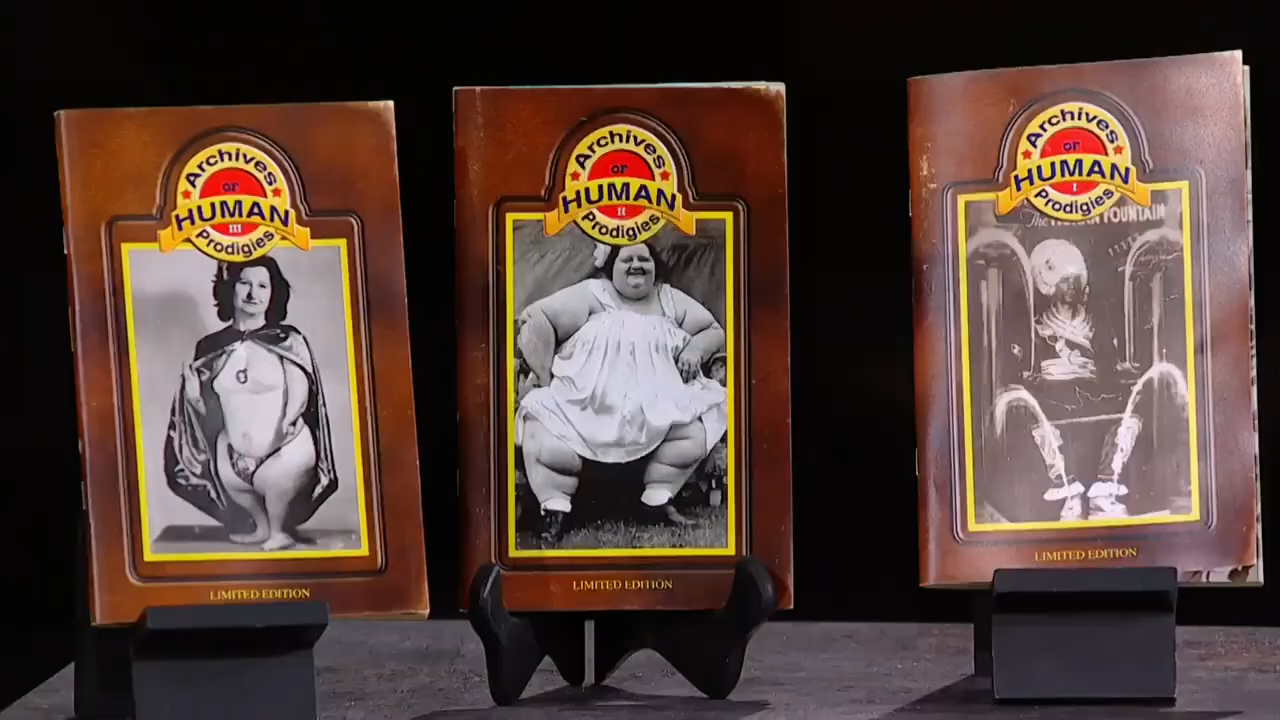 Archives
or
HUMAN
III
Prodigies
LIMITED EDITION
Archives
or
HUMAN
II
Prodigies
LIMITED EDITION
Archives
or
HUMAN
I
Prodigies
The HUMAN FOUNTAIN
LIMITED EDITION